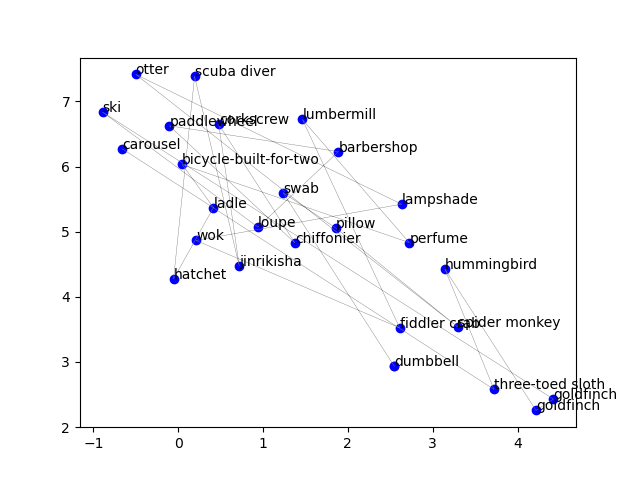 otter
scuba diver
ski
lumbermill
paddlewheel
corkscrew
carousel
barbershop
bicycle-built-for-two
swab
lampshade
ladle
loupe
pillow
wok
chiffonier
perfume
hatchet
jinrikisha
hummingbird
fiddler crab
spider monkey
dumbbell
three-toed sloth
goldfinch
goldfinch
7
6
5
4
3
2
−1
0
1
2
3
4